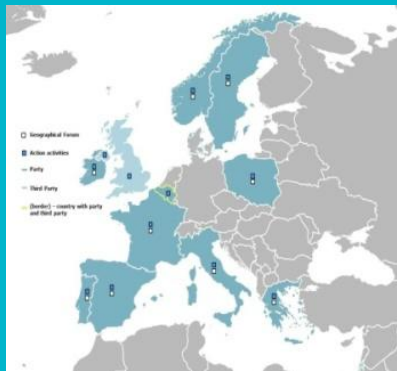 Geographical Forum
Action activities
Party
Third Party
(border) - country with party
and third party